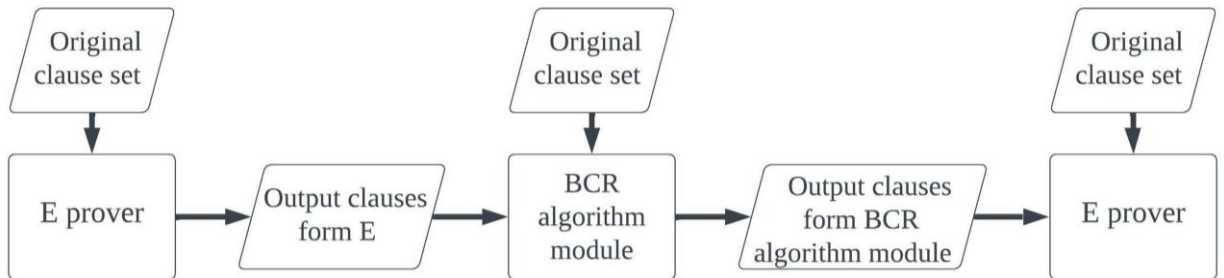 Original
clause set
Original
clause set
Original
clause set
E prover
Output clauses
form E
BCR
algorithm
module
Output clauses
form BCR
algorithm module
E prover